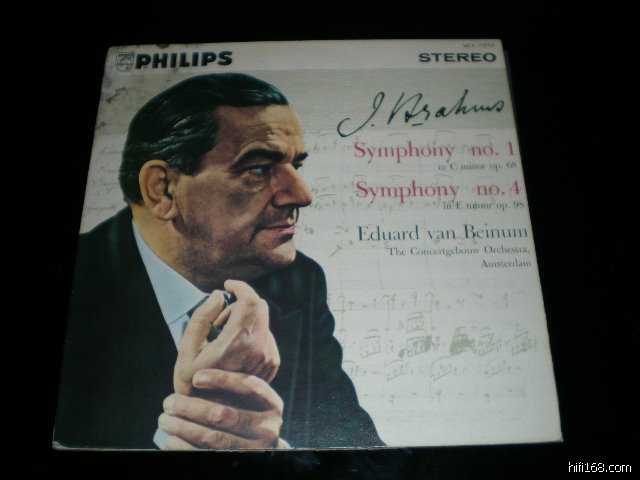 PHILIPS
STEREO
J. Brahms
Symphony no. 1
in C minor op. 68
Symphony no. 4
in E minor op. 98
Eduard van Beinum
The Concertgebouw Orchestra,
Amsterdam
hifi168.com